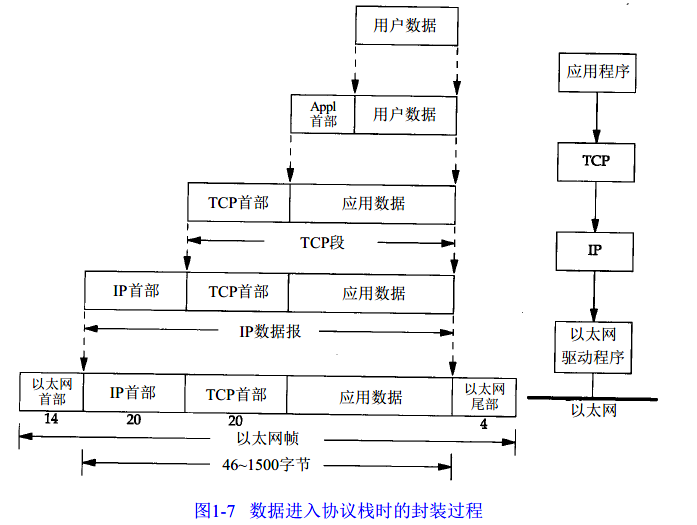 用户数据
Appl
首部
用户数据
应用程序
TCP首部
应用数据
TCP
TCP段
IP首部
TCP首部
应用数据
IP
IP数据报
以太网
驱动程序
以太网
首部
IP首部
TCP首部
应用数据
以太网
尾部
以太网
14
20
20
4
以太网帧
46~1500字节
图1-7 数据进入协议栈时的封装过程